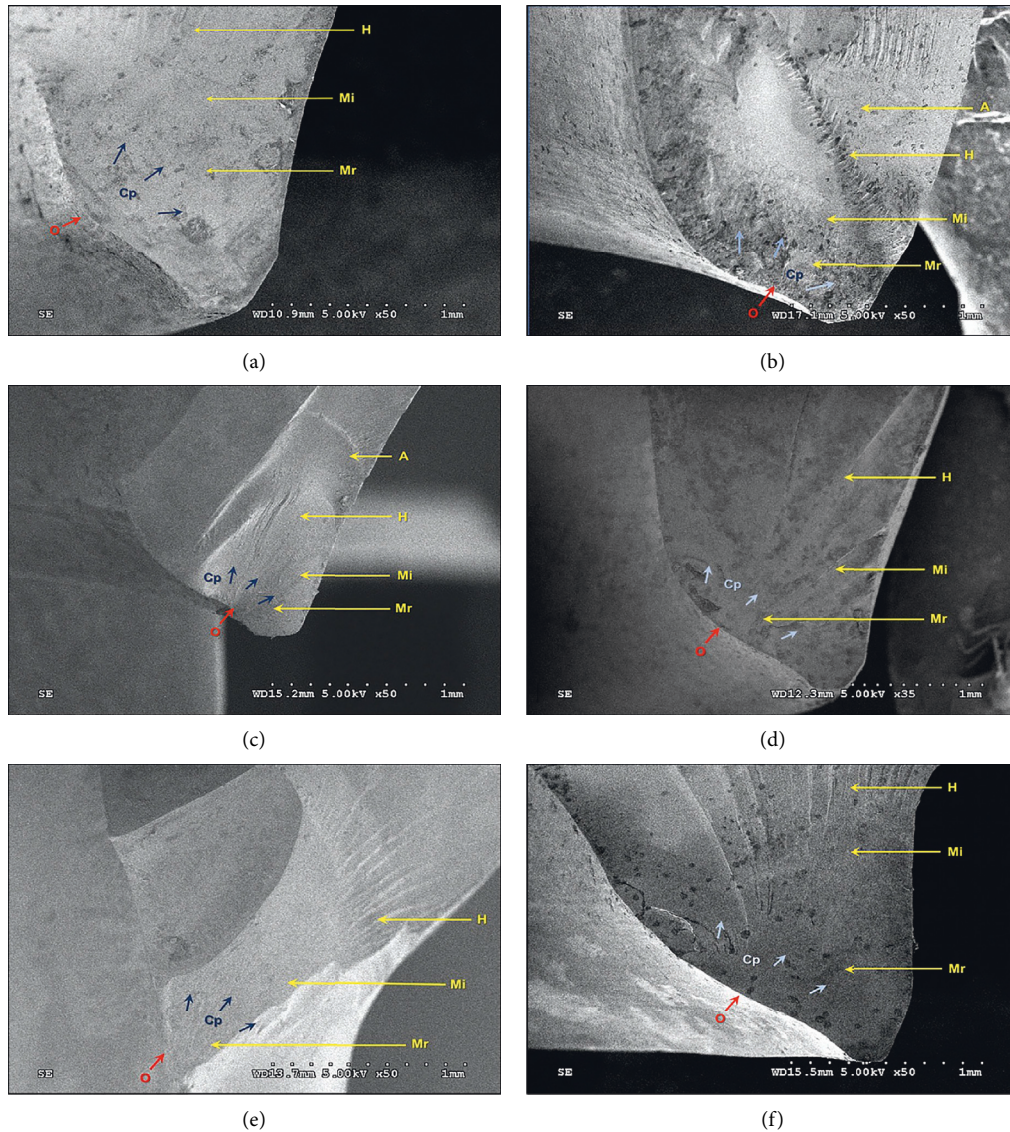 H
Mi
Mr
Cp
O
SE WD10.9mm 5.00kV x50 1mm
(a)
A
H
Mi
Mr
Cp
O
SE WD17.1mm 5.00kV x50 1mm
(b)
A
H
Mi
Mr
Cp
O
SE WD15.2mm 5.00kV x50 1mm
(c)
H
Mi
Mr
Cp
O
SE WD12.3mm 5.00kV x35 1mm
(d)
H
Mi
Mr
Cp
O
SE WD13.7mm 5.00kV x50 1mm
(e)
H
Mi
Mr
Cp
O
SE WD15.5mm 5.00kV x50 1mm
(f)